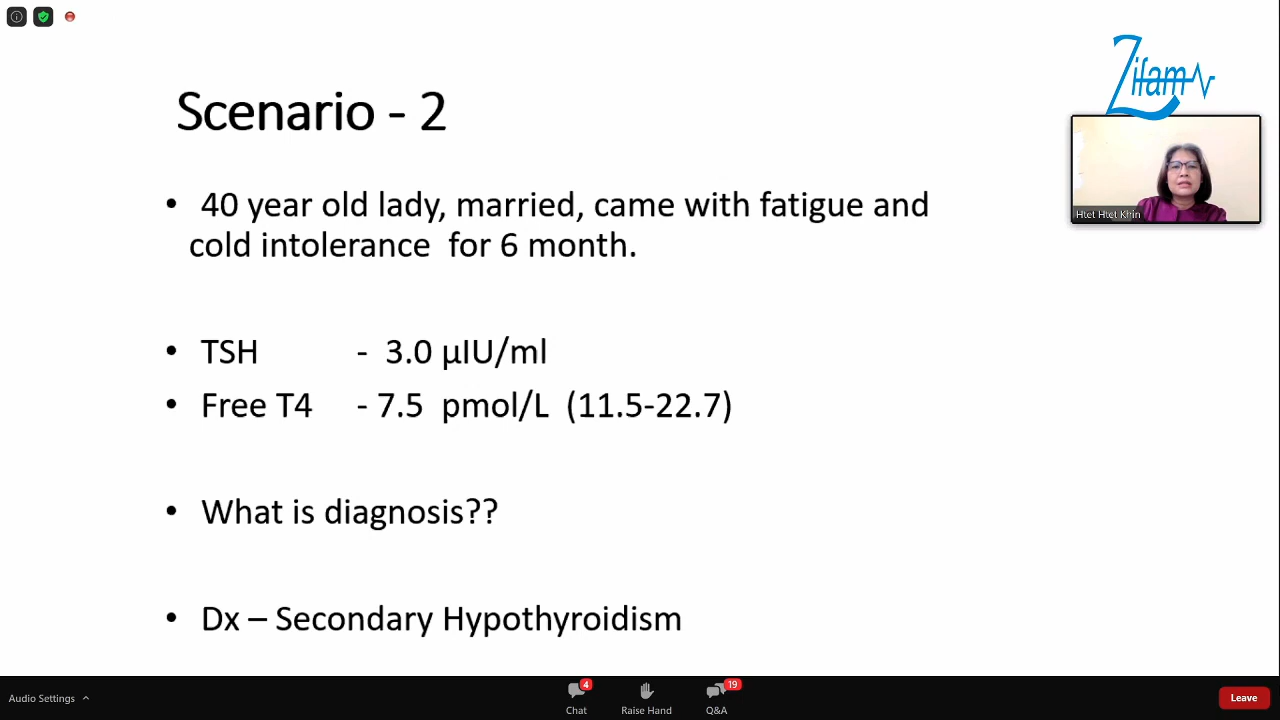 Zifam
Scenario - 2
Htet Htet Khin
• 40 year old lady, married, came with fatigue and
cold intolerance for 6 month.
• TSH - 3.0 µIU/ml
• Free T4 - 7.5 pmol/L (11.5-22.7)
• What is diagnosis??
• Dx – Secondary Hypothyroidism
Audio Settings
4
Chat
Raise Hand
19
Q&A
Leave